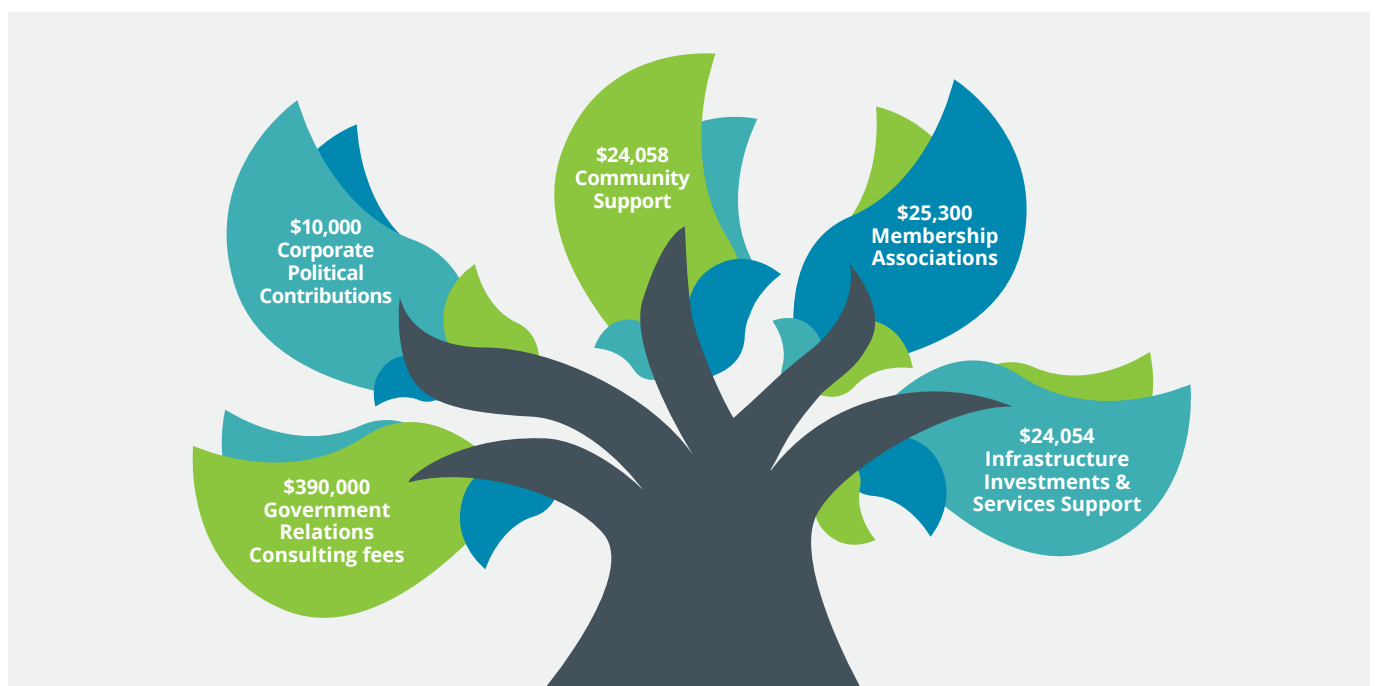 $24,058
Community
Support
$10,000
Corporate
Political
Contributions
$25,300
Membership
Associations
$390,000
Government
Relations
Consulting fees
$24,054
Infrastructure
Investments &
Services Support